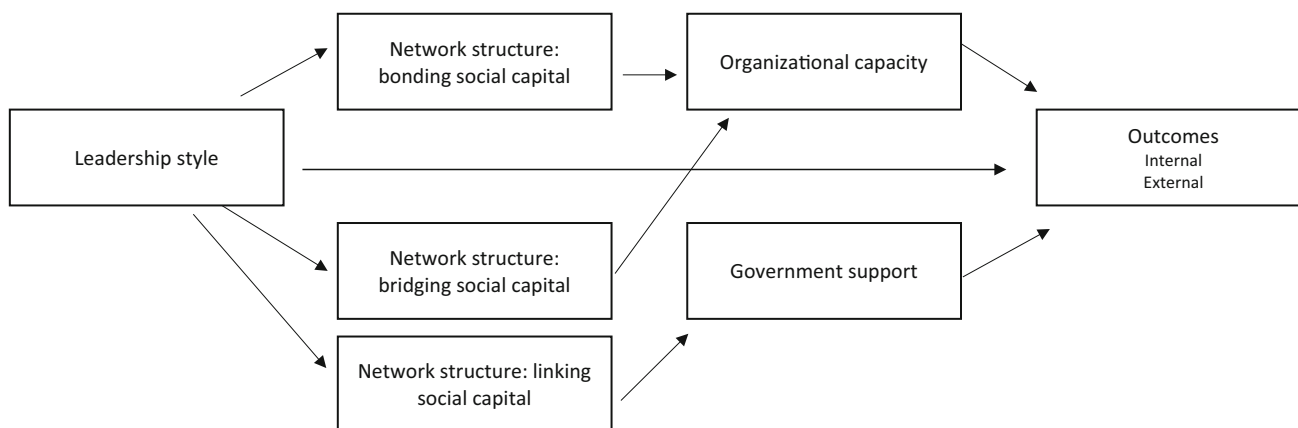 Network structure:
bonding social capital
Organizational capacity
Leadership style
Outcomes
Internal
External
Network structure:
bridging social capital
Government support
Network structure: linking
social capital